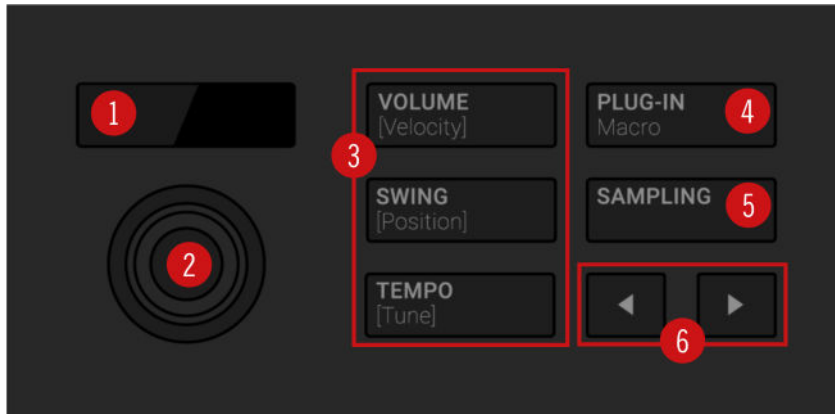 1
VOLUME
[Velocity]
PLUG-IN
Macro
4
3
SWING
[Position]
SAMPLING
5
2
TEMPO
[Tune]
6